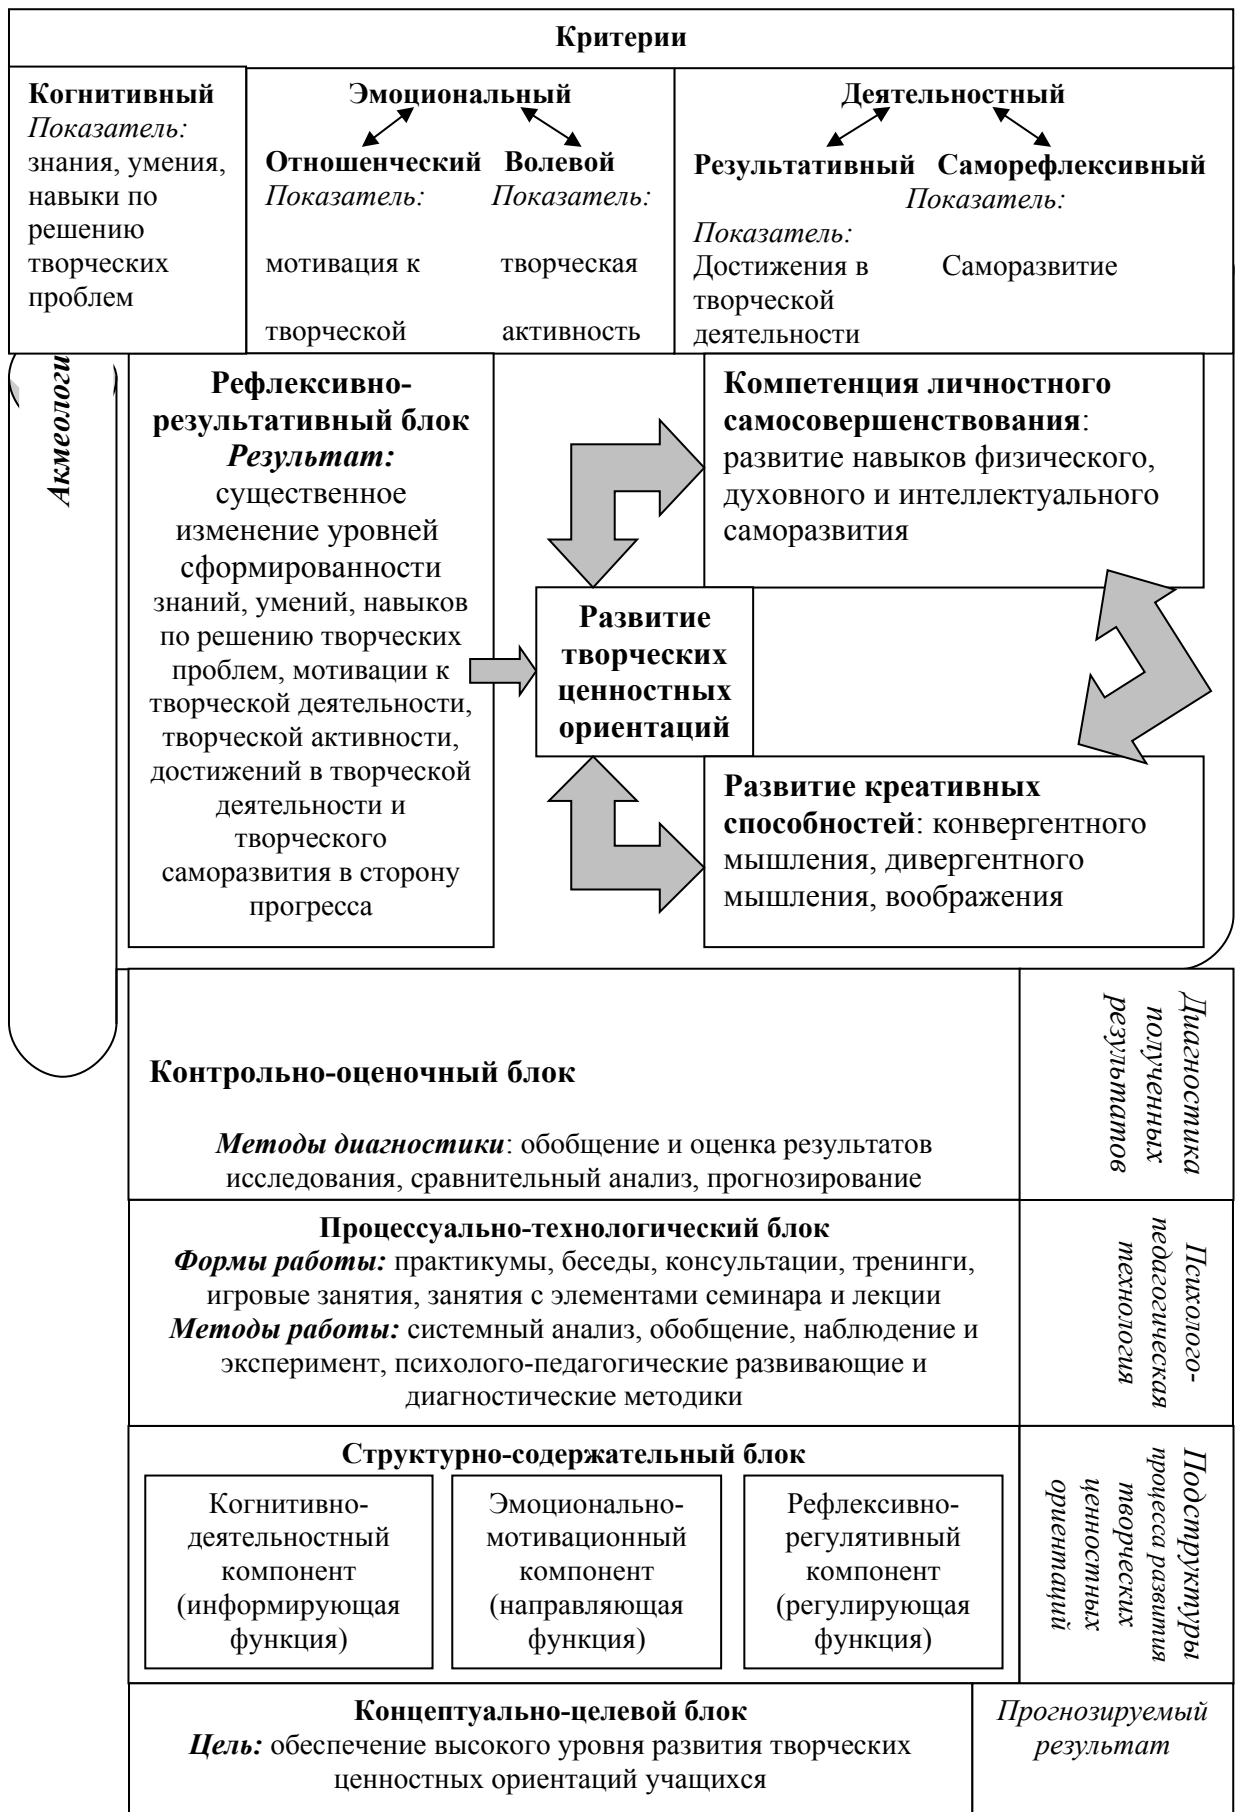 Критерии
Когнитивный
Показатель:
знания, умения,
навыки по
решению
творческих
проблем
Эмоциональный
Отношенческий
Показатель:
мотивация к
творческой
Волевой
Показатель:
творческая
активность
Деятельностный
Результативный
Показатель:
Достижения в
творческой
деятельности
Саморефлексивный
Показатель:
Саморазвитие
Акмеологи
Рефлексивно-
результативный блок
Результат:
существенное
изменение уровней
сформированности
знаний, умений, навыков
по решению творческих
проблем, мотивации к
творческой деятельности,
творческой активности,
достижений в творческой
деятельности и
творческого
саморазвития в сторону
прогресса
Компетенция личностного
самосовершенствования:
развитие навыков физического,
духовного и интеллектуального
саморазвития
Развитие
творческих
ценностных
ориентаций
Развитие креативных
способностей: конвергентного
мышления, дивергентного
мышления, воображения
Контрольно-оценочный блок
Методы диагностики: обобщение и оценка результатов
исследования, сравнительный анализ, прогнозирование
Диагностика
полученных
результатов
Процессуально-технологический блок
Формы работы: практикумы, беседы, консультации, тренинги,
игровые занятия, занятия с элементами семинара и лекции
Методы работы: системный анализ, обобщение, наблюдение и
эксперимент, психолого-педагогические развивающие и
диагностические методики
Психолого-
педагогическая
технология
Структурно-содержательный блок
Когнитивно-
деятельностный
компонент
(информирующая
функция)
Эмоционально-
мотивационный
компонент
(направляющая
функция)
Рефлексивно-
регулятивный
компонент
(регулирующая
функция)
Подструктуры
процесса развития
творческих
ценностных
ориентаций
Концептуально-целевой блок
Цель: обеспечение высокого уровня развития творческих
ценностных ориентаций учащихся
Прогнозируемый
результат